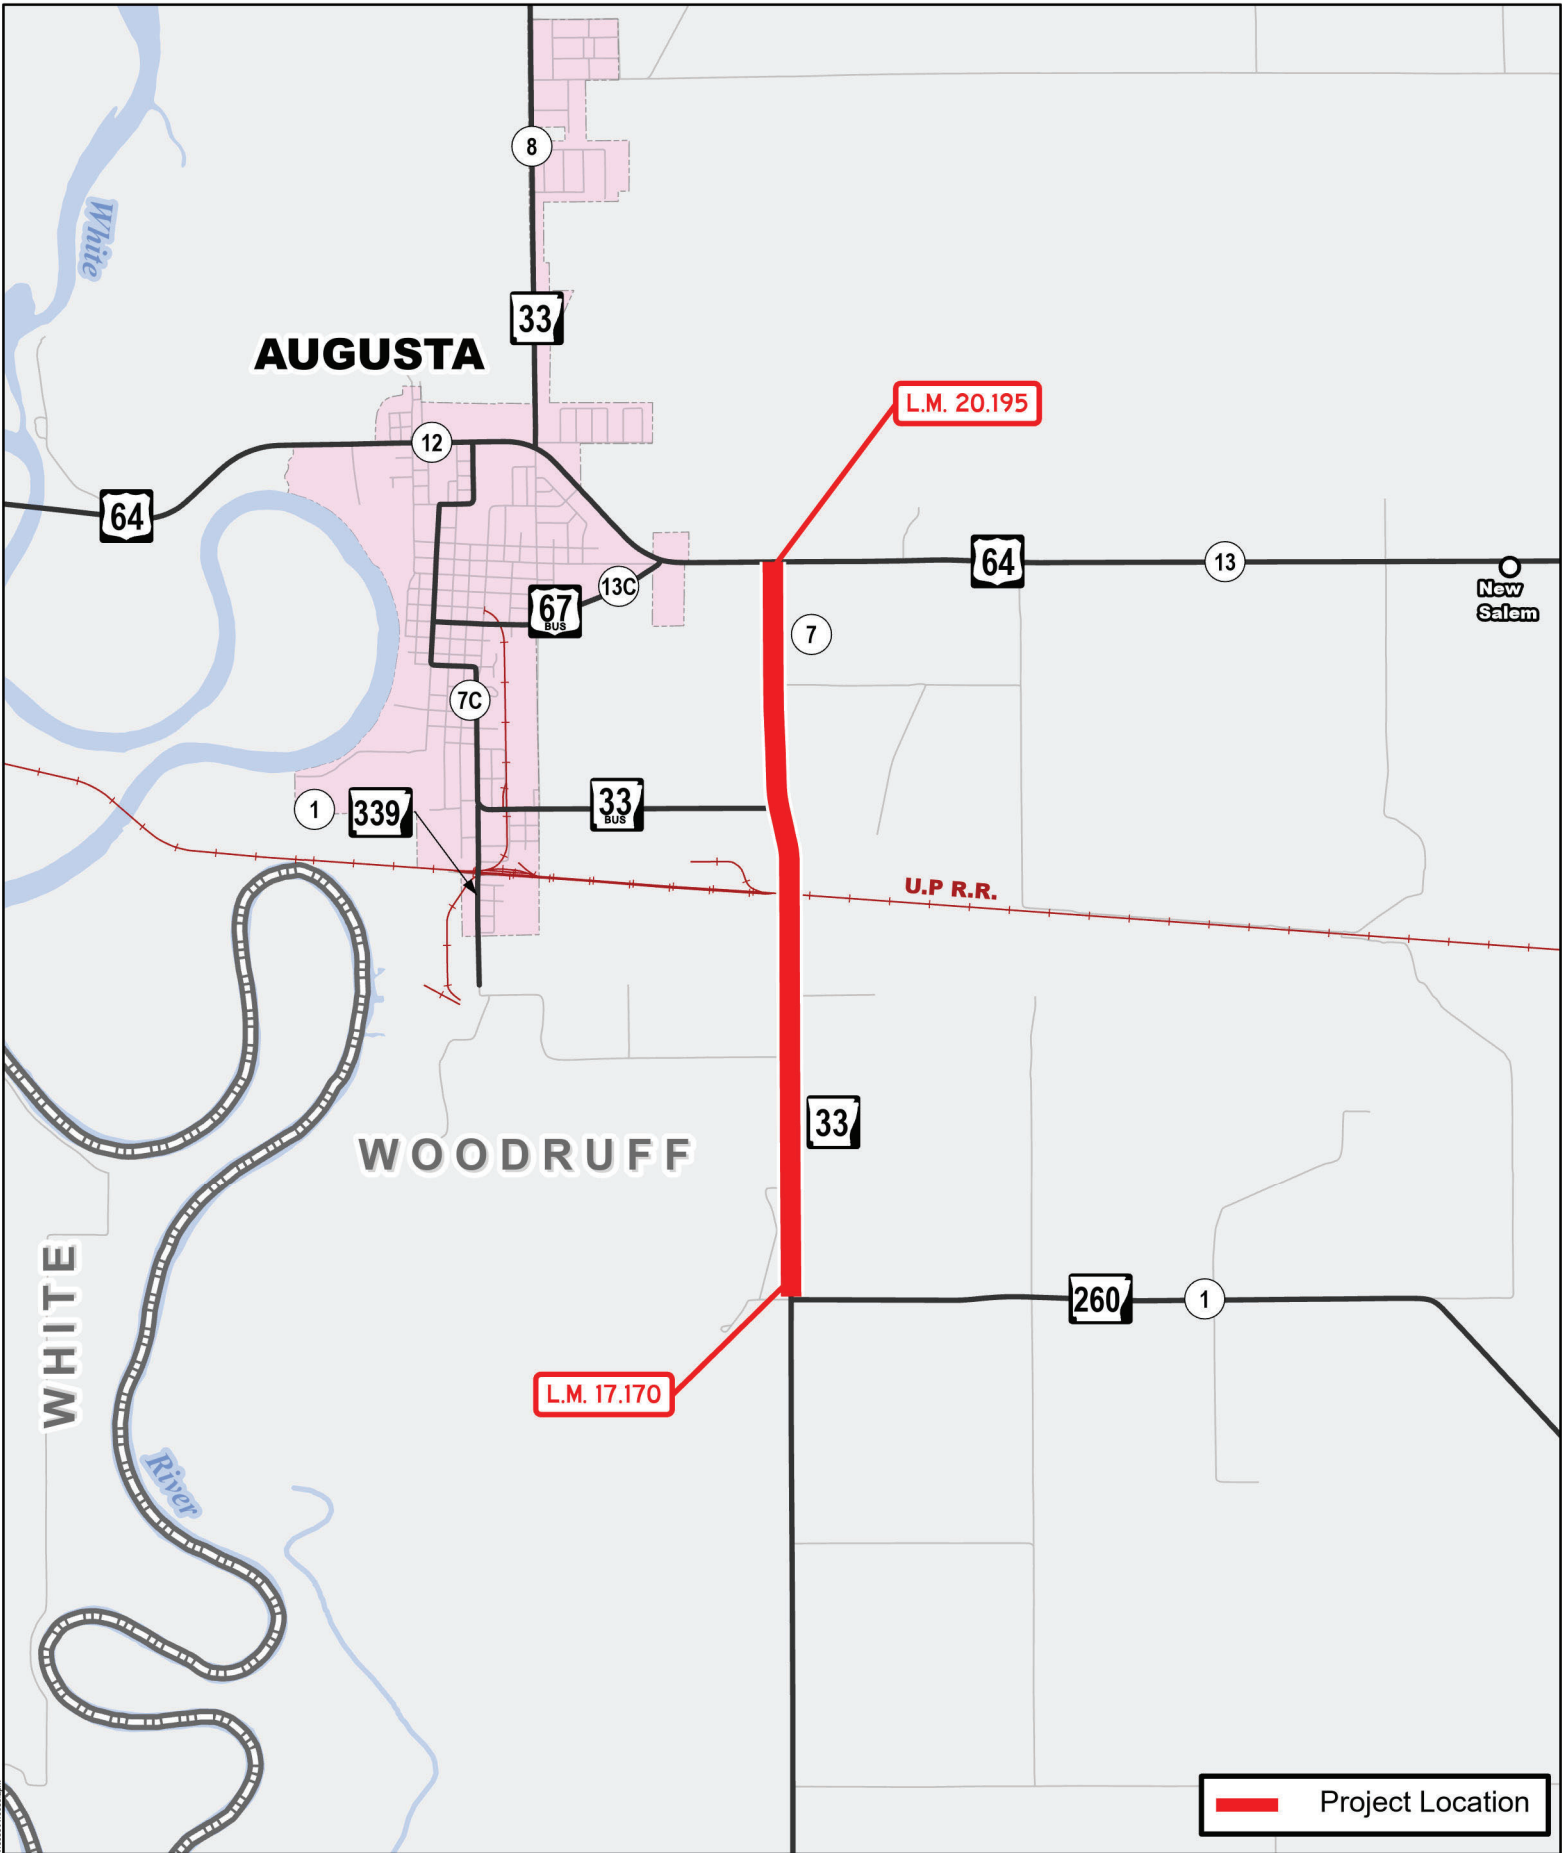 8
White
33
AUGUSTA
L.M. 20.195
12
64
64
13
New
Salem
13C
67
BUS
7
7C
1
339
33
BUS
U.P R.R.
33
WOODRUFF
WHITE
260
1
L.M. 17.170
River
Project Location